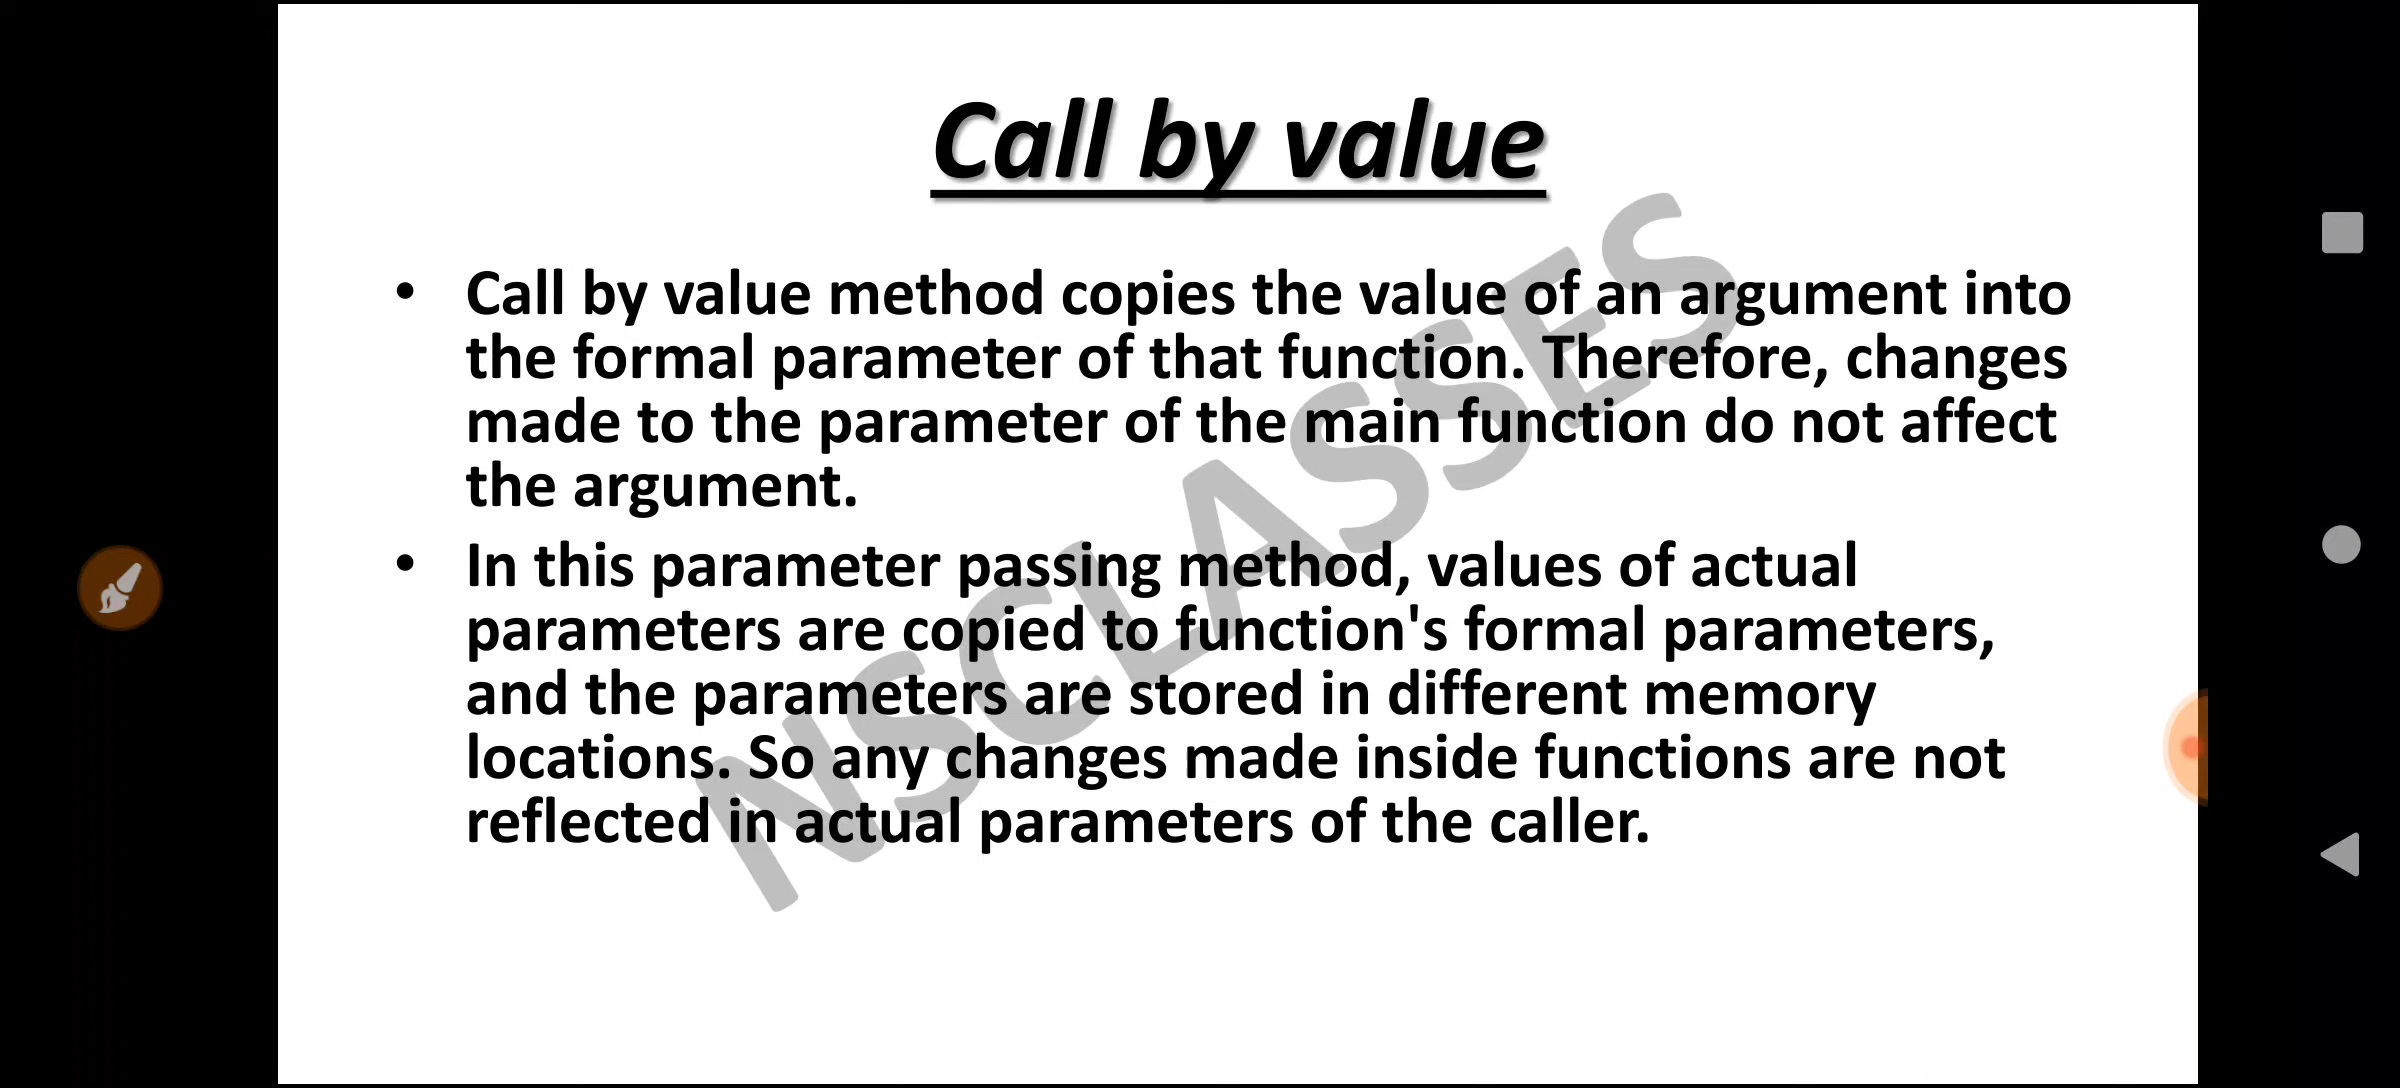 Call by value
• Call by value method copies the value of an argument into
the formal parameter of that function. Therefore, changes
made to the parameter of the main function do not affect
the argument.
• In this parameter passing method, values of actual
parameters are copied to function's formal parameters,
and the parameters are stored in different memory
locations. So any changes made inside functions are not
reflected in actual parameters of the caller.
NSCLASSES